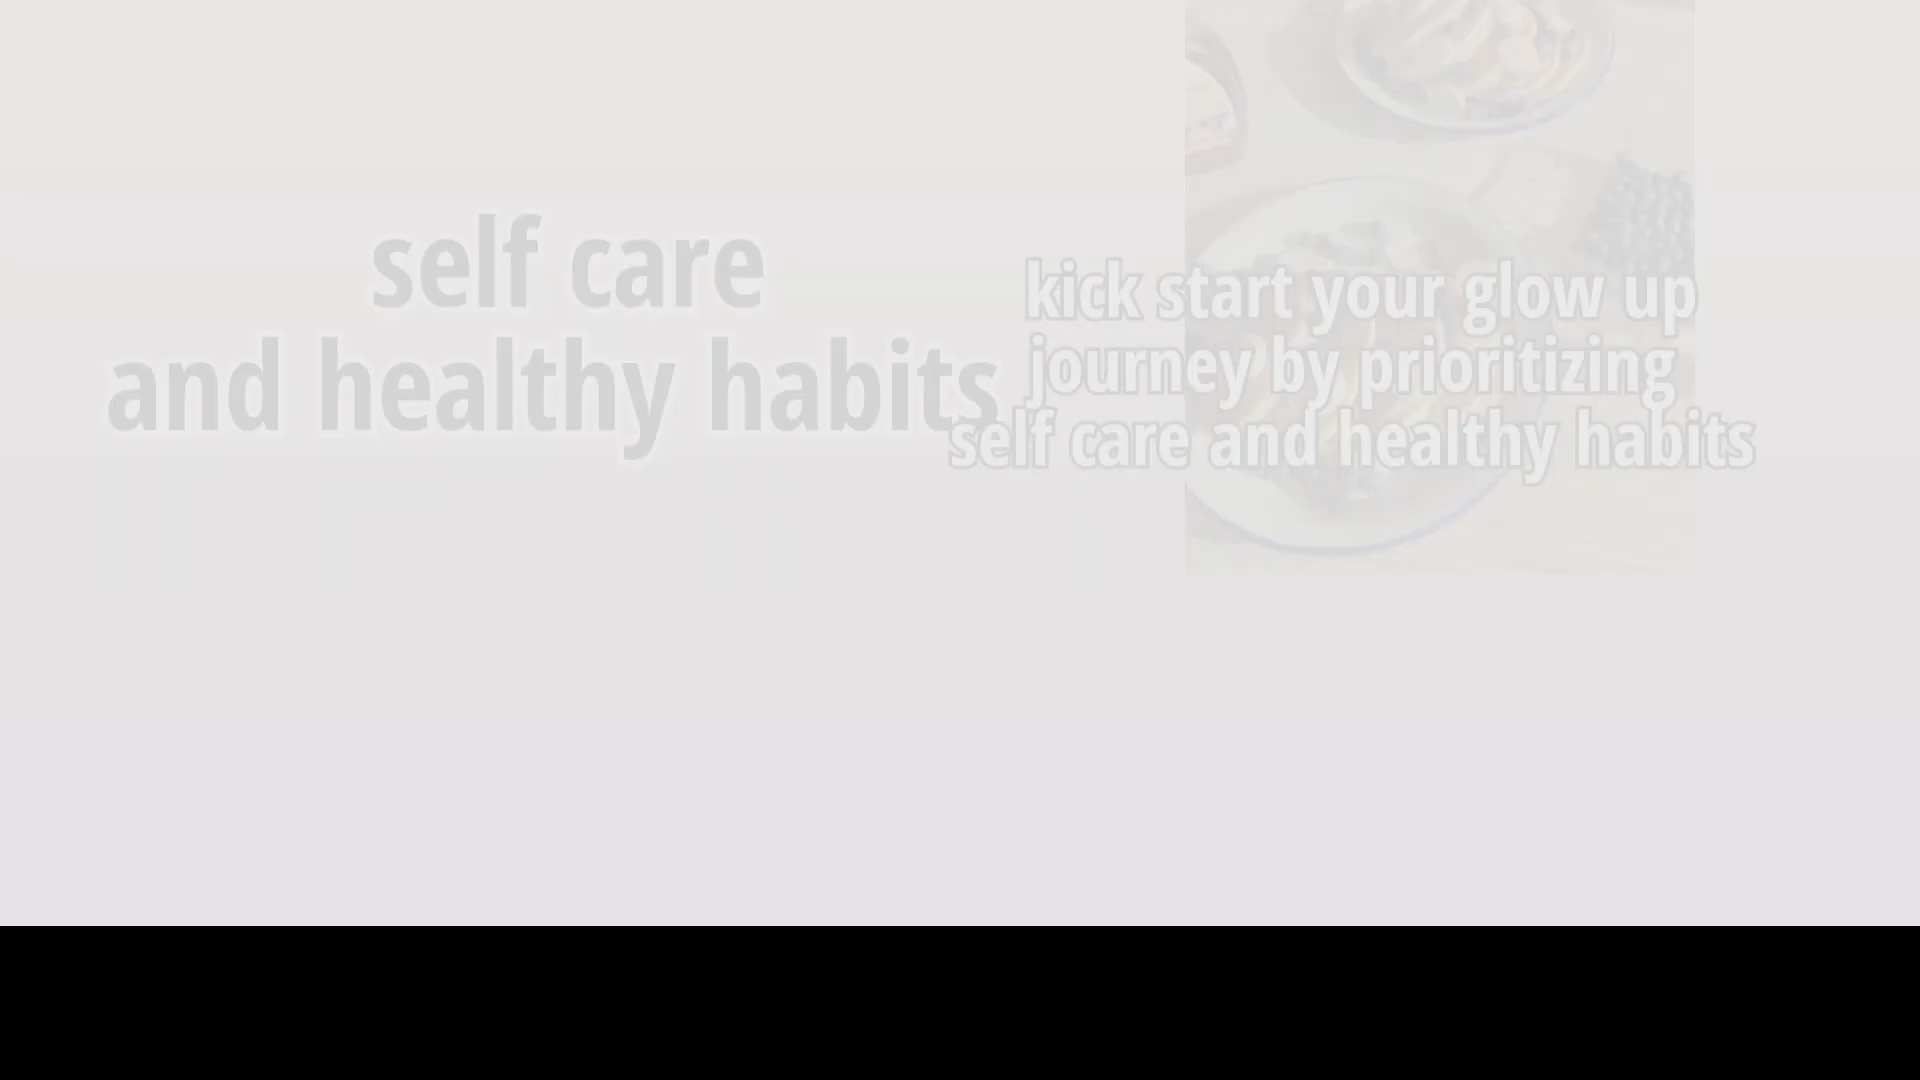 self care
and healthy habits
kick start your glow up
journey by prioritizing
self care and healthy habits